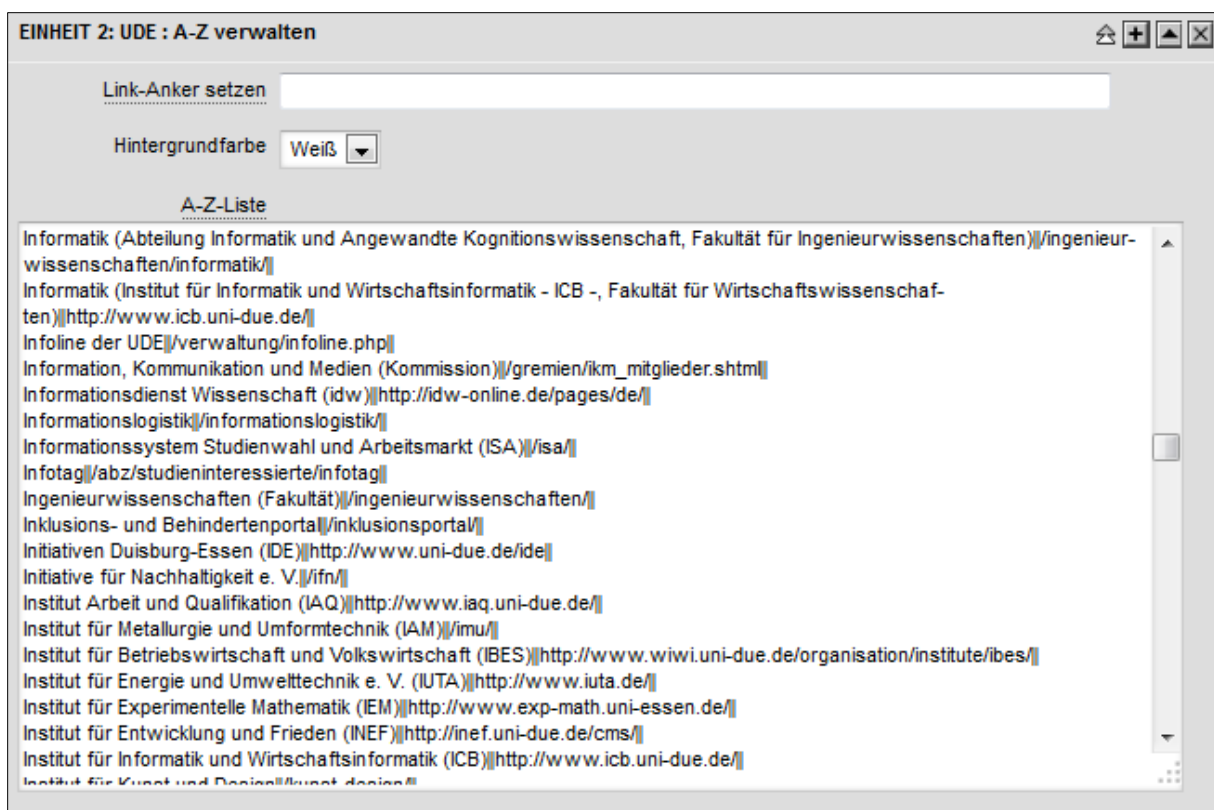 EINHEIT 2: UDE : A-Z verwalten
Link-Anker setzen
Hintergrundfarbe Weiß
A-Z-Liste
Informatik (Abteilung Informatik und Angewandte Kognitionswissenschaft, Fakultät für Ingenieurwissenschaften)||/ingenieur-
wissenschaften/informatik/||
Informatik (Institut für Informatik und Wirtschaftsinformatik - ICB -, Fakultät für Wirtschaftswissenschaf-
ten)||http://www.icb.uni-due.de/||
Infoline der UDE||/verwaltung/infoline.php||
Information, Kommunikation und Medien (Kommission)||/gremien/ikm_mitglieder.shtml||
Informationsdienst Wissenschaft (idw)||http://idw-online.de/pages/de/||
Informationslogistik||/informationslogistik/||
Informationssystem Studienwahl und Arbeitsmarkt (ISA)||/isa/||
Infotag||/abz/studieninteressierte/infotag||
Ingenieurwissenschaften (Fakultät)||/ingenieurwissenschaften/||
Inklusions- und Behindertenportal||/inklusionsportal/||
Initiativen Duisburg-Essen (IDE)||http://www.uni-due.de/ide||
Initiative für Nachhaltigkeit e. V.||/ifn/||
Institut Arbeit und Qualifikation (IAQ)||http://www.iaq.uni-due.de/||
Institut für Metallurgie und Umformtechnik (IAM)||/imu/||
Institut für Betriebswirtschaft und Volkswirtschaft (IBES)||http://www.wiwi.uni-due.de/organisation/institute/ibes/||
Institut für Energie und Umwelttechnik e. V. (IUTA)||http://www.iuta.de/||
Institut für Experimentelle Mathematik (IEM)||http://www.exp-math.uni-essen.de/||
Institut für Entwicklung und Frieden (INEF)||http://inef.uni-due.de/cms/||
Institut für Informatik und Wirtschaftsinformatik (ICB)||http://www.icb.uni-due.de/||
Institut für Kunst und Design||/kunst-design/||